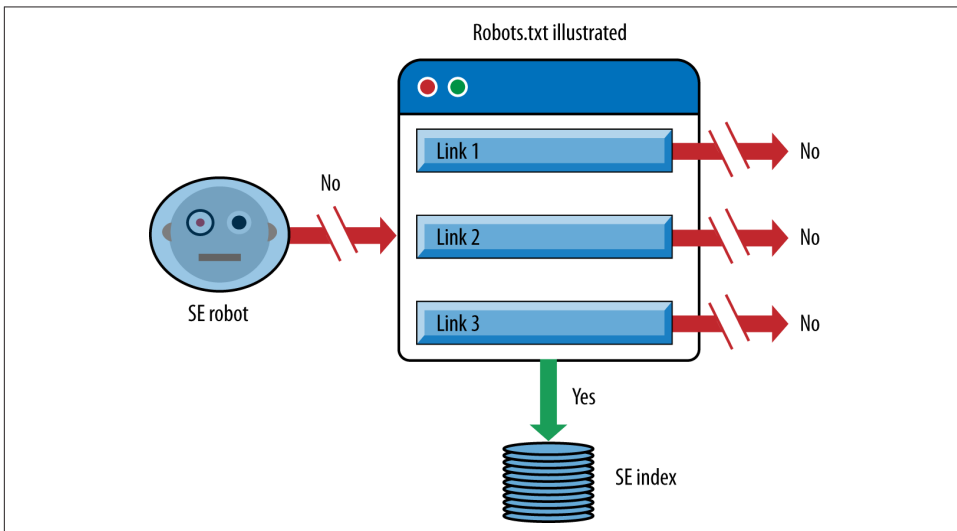 Robots.txt illustrated
Link 1
No
No
Link 2
No
SE robot
Link 3
No
Yes
SE index